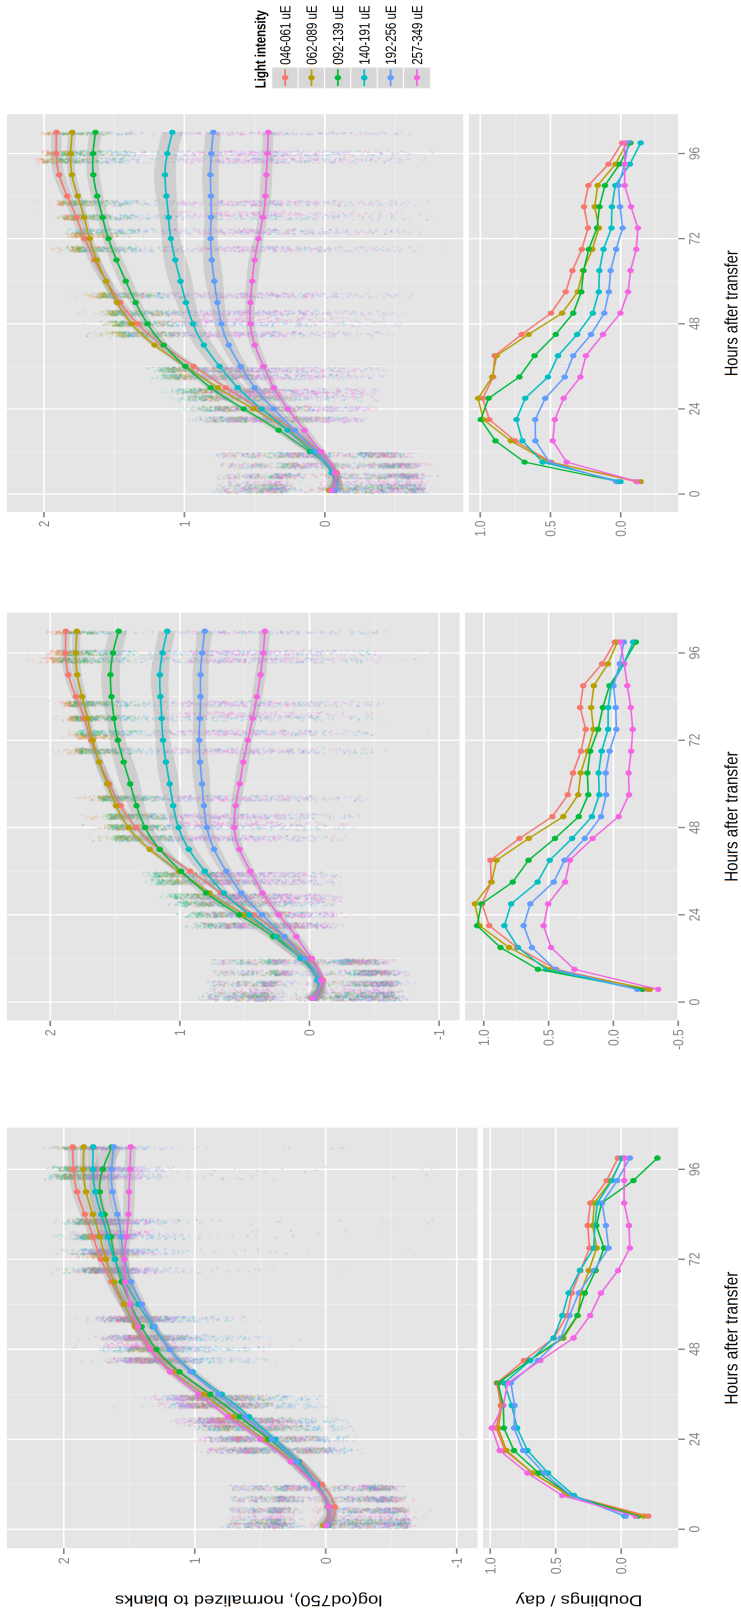 log(od750), normalized to blanks
2
1
0
-1
2
1
0
-1
2
1
0
Light intensity
046-061 uE
062-089 uE
092-139 uE
140-191 uE
192-256 uE
257-349 uE
Doublings / day
1.0
0.5
0.0
1.0
0.5
0.0
-0.5
1.0
0.5
0.0
0 24 48 72 96
0 24 48 72 96
0 24 48 72 96
Hours after transfer
Hours after transfer
Hours after transfer